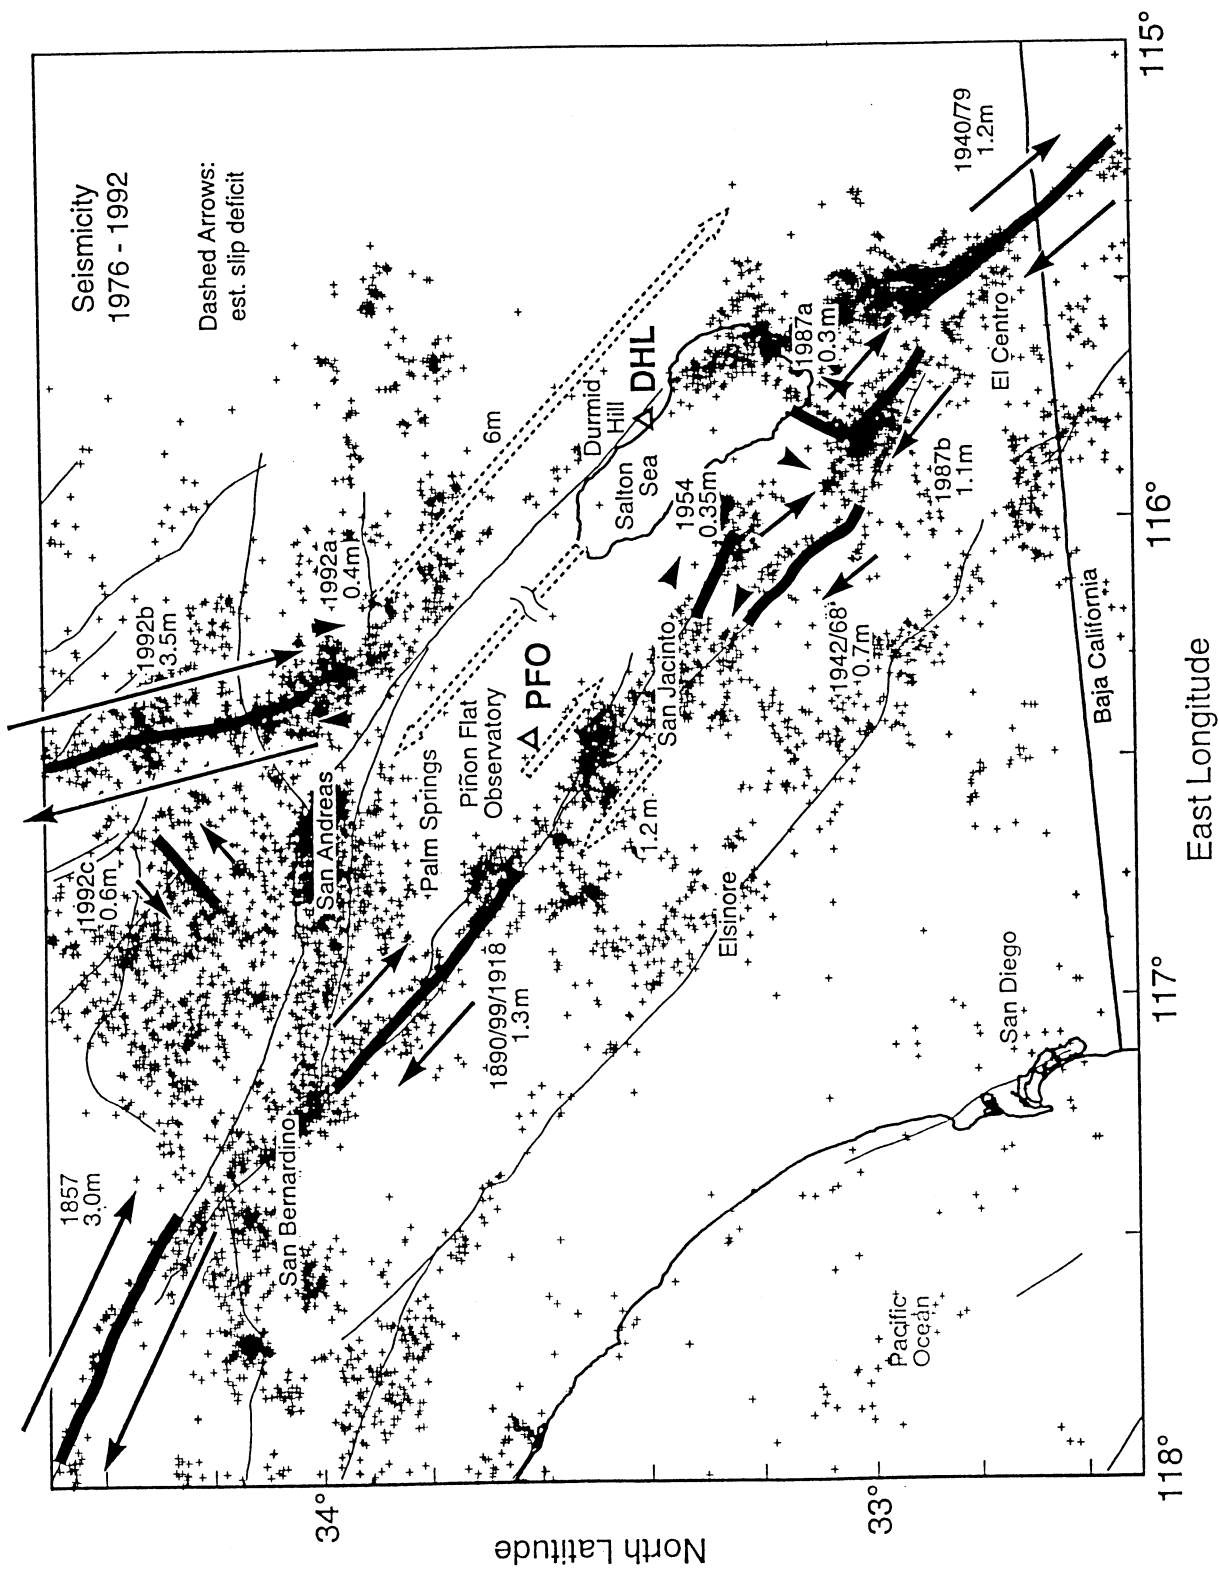 Seismicity
1976 - 1992
Dashed Arrows:
est. slip deficit
1857
3.0m
1992c
0.6m
1992b
3.5m
1992a
0.4m
San Bernardino
San Andreas
Palm Springs
6m
1890/99/1918
1.3m
Piñon Flat
Observatory
PFO
Durmid
Hill
DHL
Salton
Sea
1.2m
San Jacinto
1954
0.35m
1987a
0.3m
Elsinore
1942/68
0.7m
1987b
1.1m
1940/79
1.2m
El Centro
San Diego
Baja California
Pacific
Ocean
North Latitude
34°
33°
118°
117°
116°
115°
East Longitude